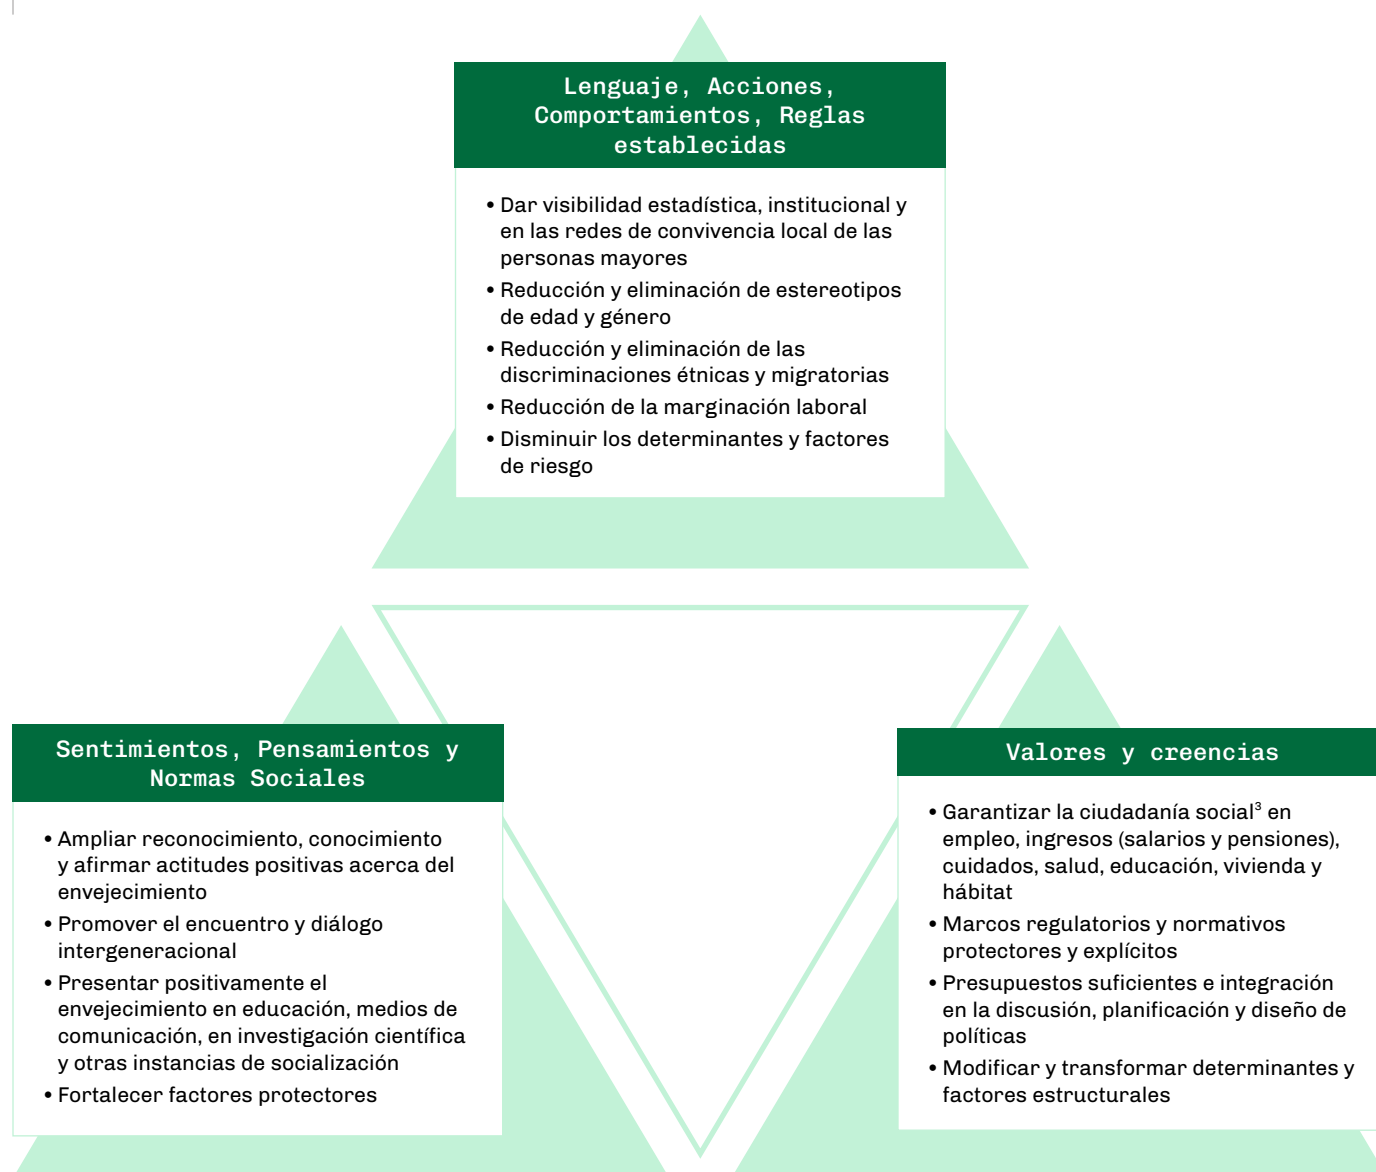 Lenguaje, Acciones,
Comportamientos, Reglas
establecidas
• Dar visibilidad estadística, institucional y
en las redes de convivencia local de las
personas mayores
• Reducción y eliminación de estereotipos
de edad y género
• Reducción y eliminación de las
discriminaciones étnicas y migratorias
• Reducción de la marginación laboral
• Disminuir los determinantes y factores
de riesgo
Sentimientos, Pensamientos y
Normas Sociales
• Ampliar reconocimiento, conocimiento
y afirmar actitudes positivas acerca del
envejecimiento
• Promover el encuentro y diálogo
intergeneracional
• Presentar positivamente el
envejecimiento en educación, medios de
comunicación, en investigación científica
y otras instancias de socialización
• Fortalecer factores protectores
Valores y creencias
• Garantizar la ciudadanía social³ en
empleo, ingresos (salarios y pensiones),
cuidados, salud, educación, vivienda y
hábitat
• Marcos regulatorios y normativos
protectores y explícitos
• Presupuestos suficientes e integración
en la discusión, planificación y diseño de
políticas
• Modificar y transformar determinantes y
factores estructurales